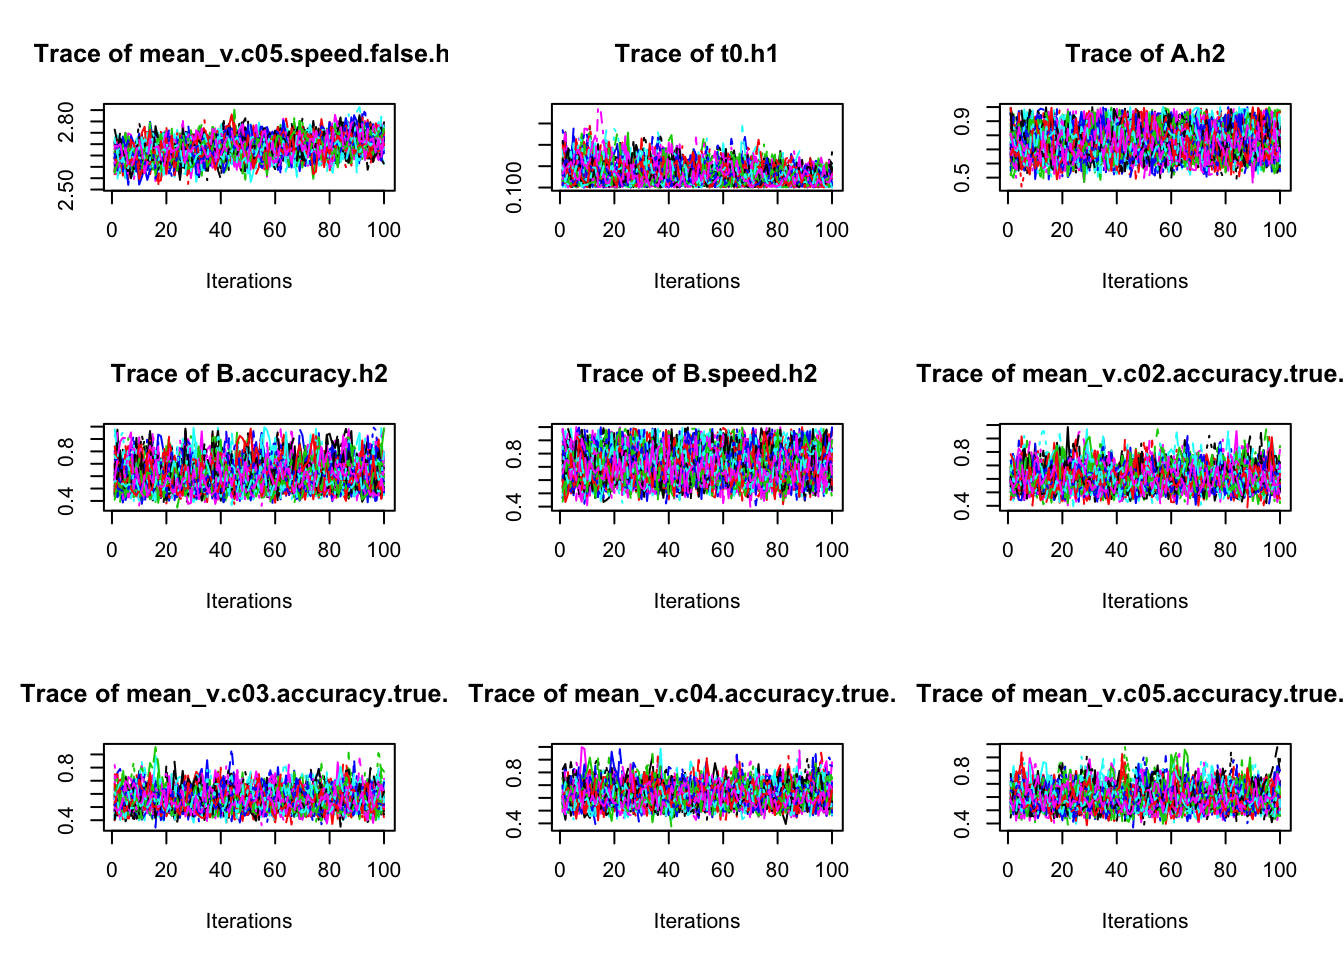 Trace of mean_v.c05.speed.false.h
2.50 2.80
0 20 40 60 80 100
Iterations
Trace of t0.h1
0.100
0 20 40 60 80 100
Iterations
Trace of A.h2
0.5 0.9
0 20 40 60 80 100
Iterations
Trace of B.accuracy.h2
0.4 0.8
0 20 40 60 80 100
Iterations
Trace of B.speed.h2
0.4 0.8
0 20 40 60 80 100
Iterations
Trace of mean_v.c02.accuracy.true.
0.4 0.8
0 20 40 60 80 100
Iterations
Trace of mean_v.c03.accuracy.true.
0.4 0.8
0 20 40 60 80 100
Iterations
Trace of mean_v.c04.accuracy.true.
0.4 0.8
0 20 40 60 80 100
Iterations
Trace of mean_v.c05.accuracy.true.
0.4 0.8
0 20 40 60 80 100
Iterations